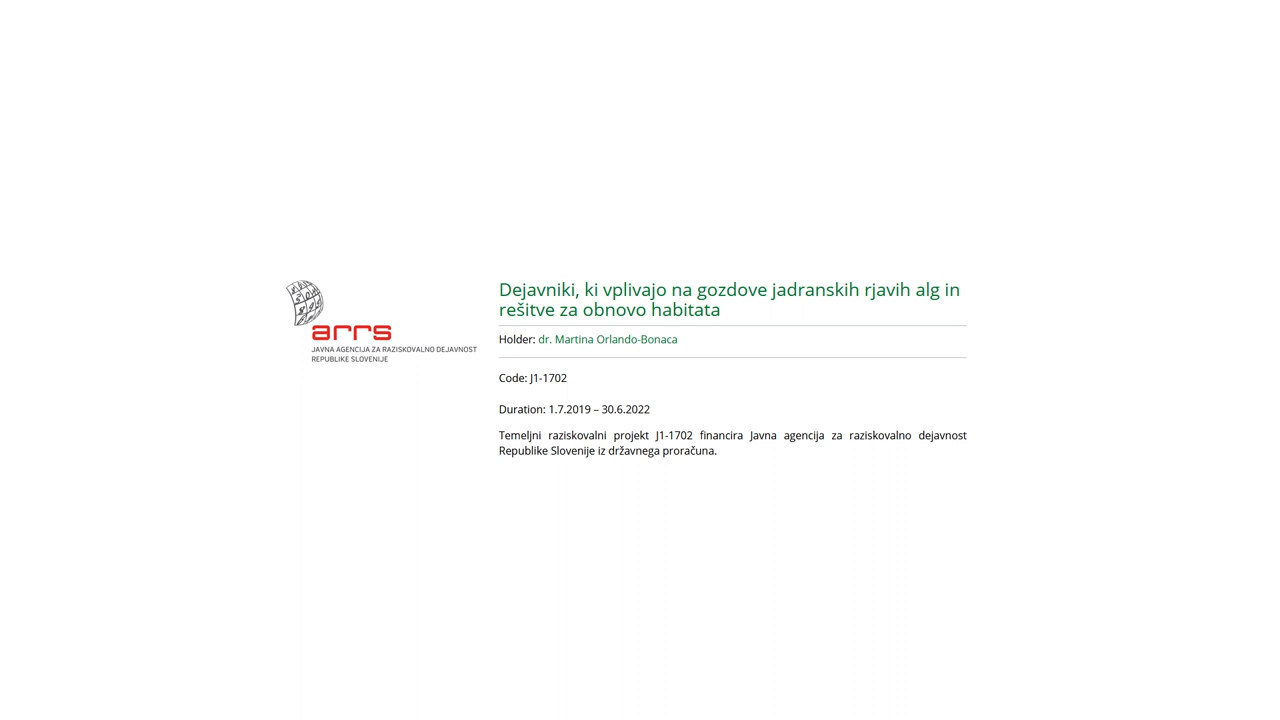 arrs
JAVNA AGENCIJA ZA RAZISKOVALNO DEJAVNOST
REPUBLIKE SLOVENIJE
Dejavniki, ki vplivajo na gozdove jadranskih rjavih alg in
rešitve za obnovo habitata
Holder: dr. Martina Orlando-Bonaca
Code: J1-1702
Duration: 1.7.2019 – 30.6.2022
Temeljni raziskovalni projekt J1-1702 financira Javna agencija za raziskovalno dejavnost
Republike Slovenije iz državnega proračuna.